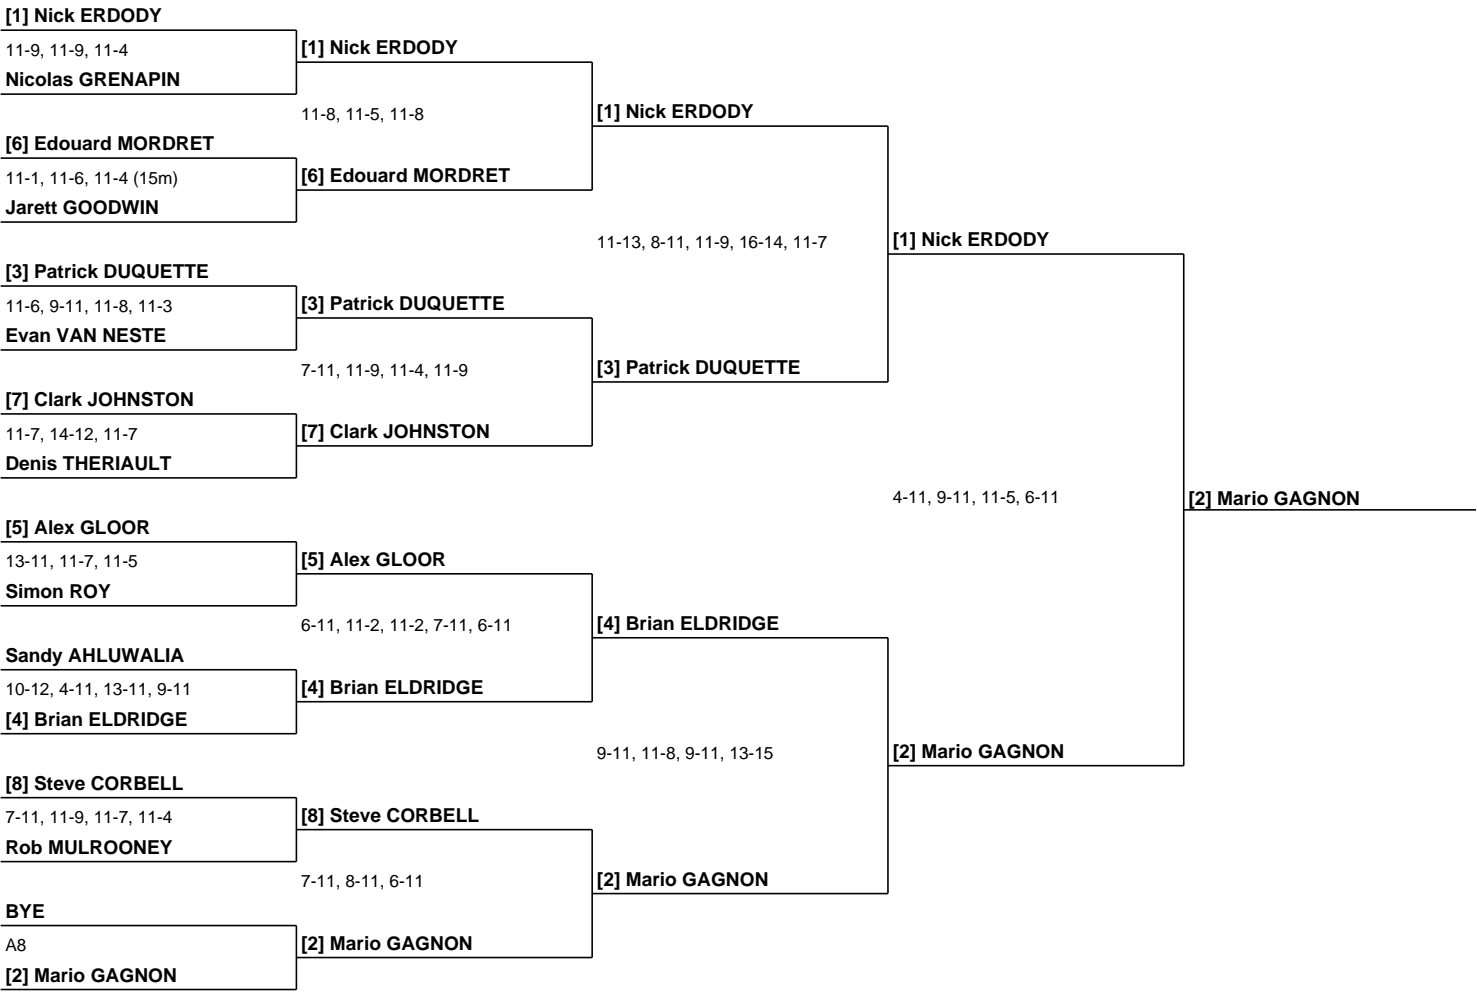 [1] Nick ERDODY
11-9, 11-9, 11-4
Nicolas GRENAPIN
[6] Edouard MORDRET
11-1, 11-6, 11-4 (15m)
Jarett GOODWIN
[3] Patrick DUQUETTE
11-6, 9-11, 11-8, 11-3
Evan VAN NESTE
[7] Clark JOHNSTON
11-7, 14-12, 11-7
Denis THERIAULT
[5] Alex GLOOR
13-11, 11-7, 11-5
Simon ROY
Sandy AHLUWALIA
10-12, 4-11, 13-11, 9-11
[4] Brian ELDRIDGE
[8] Steve CORBELL
7-11, 11-9, 11-7, 11-4
Rob MULROONEY
BYE
A8
[2] Mario GAGNON
[1] Nick ERDODY
11-8, 11-5, 11-8
[6] Edouard MORDRET
[3] Patrick DUQUETTE
7-11, 11-9, 11-4, 11-9
[7] Clark JOHNSTON
[5] Alex GLOOR
6-11, 11-2, 11-2, 7-11, 6-11
[4] Brian ELDRIDGE
[8] Steve CORBELL
7-11, 8-11, 6-11
[2] Mario GAGNON
[1] Nick ERDODY
11-13, 8-11, 11-9, 16-14, 11-7
[3] Patrick DUQUETTE
[4] Brian ELDRIDGE
9-11, 11-8, 9-11, 13-15
[2] Mario GAGNON
[1] Nick ERDODY
4-11, 9-11, 11-5, 6-11
[2] Mario GAGNON
[2] Mario GAGNON